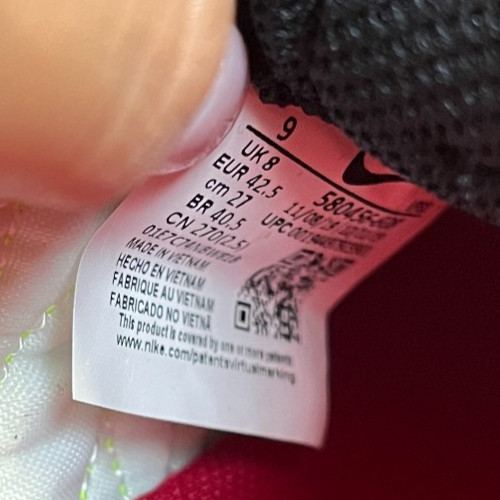 9
UK 8
EUR 42.5
cm 27
BR 40.5
CN 270(2.5)
UPC
MADE IN VIETNAM
HECHO EN VIETNAM
FABRIQUE AU VIETNAM
FABRICADO NO VIETNÃ
This product is covered by one or more patents
www.nike.com/patentsvirtualmarking